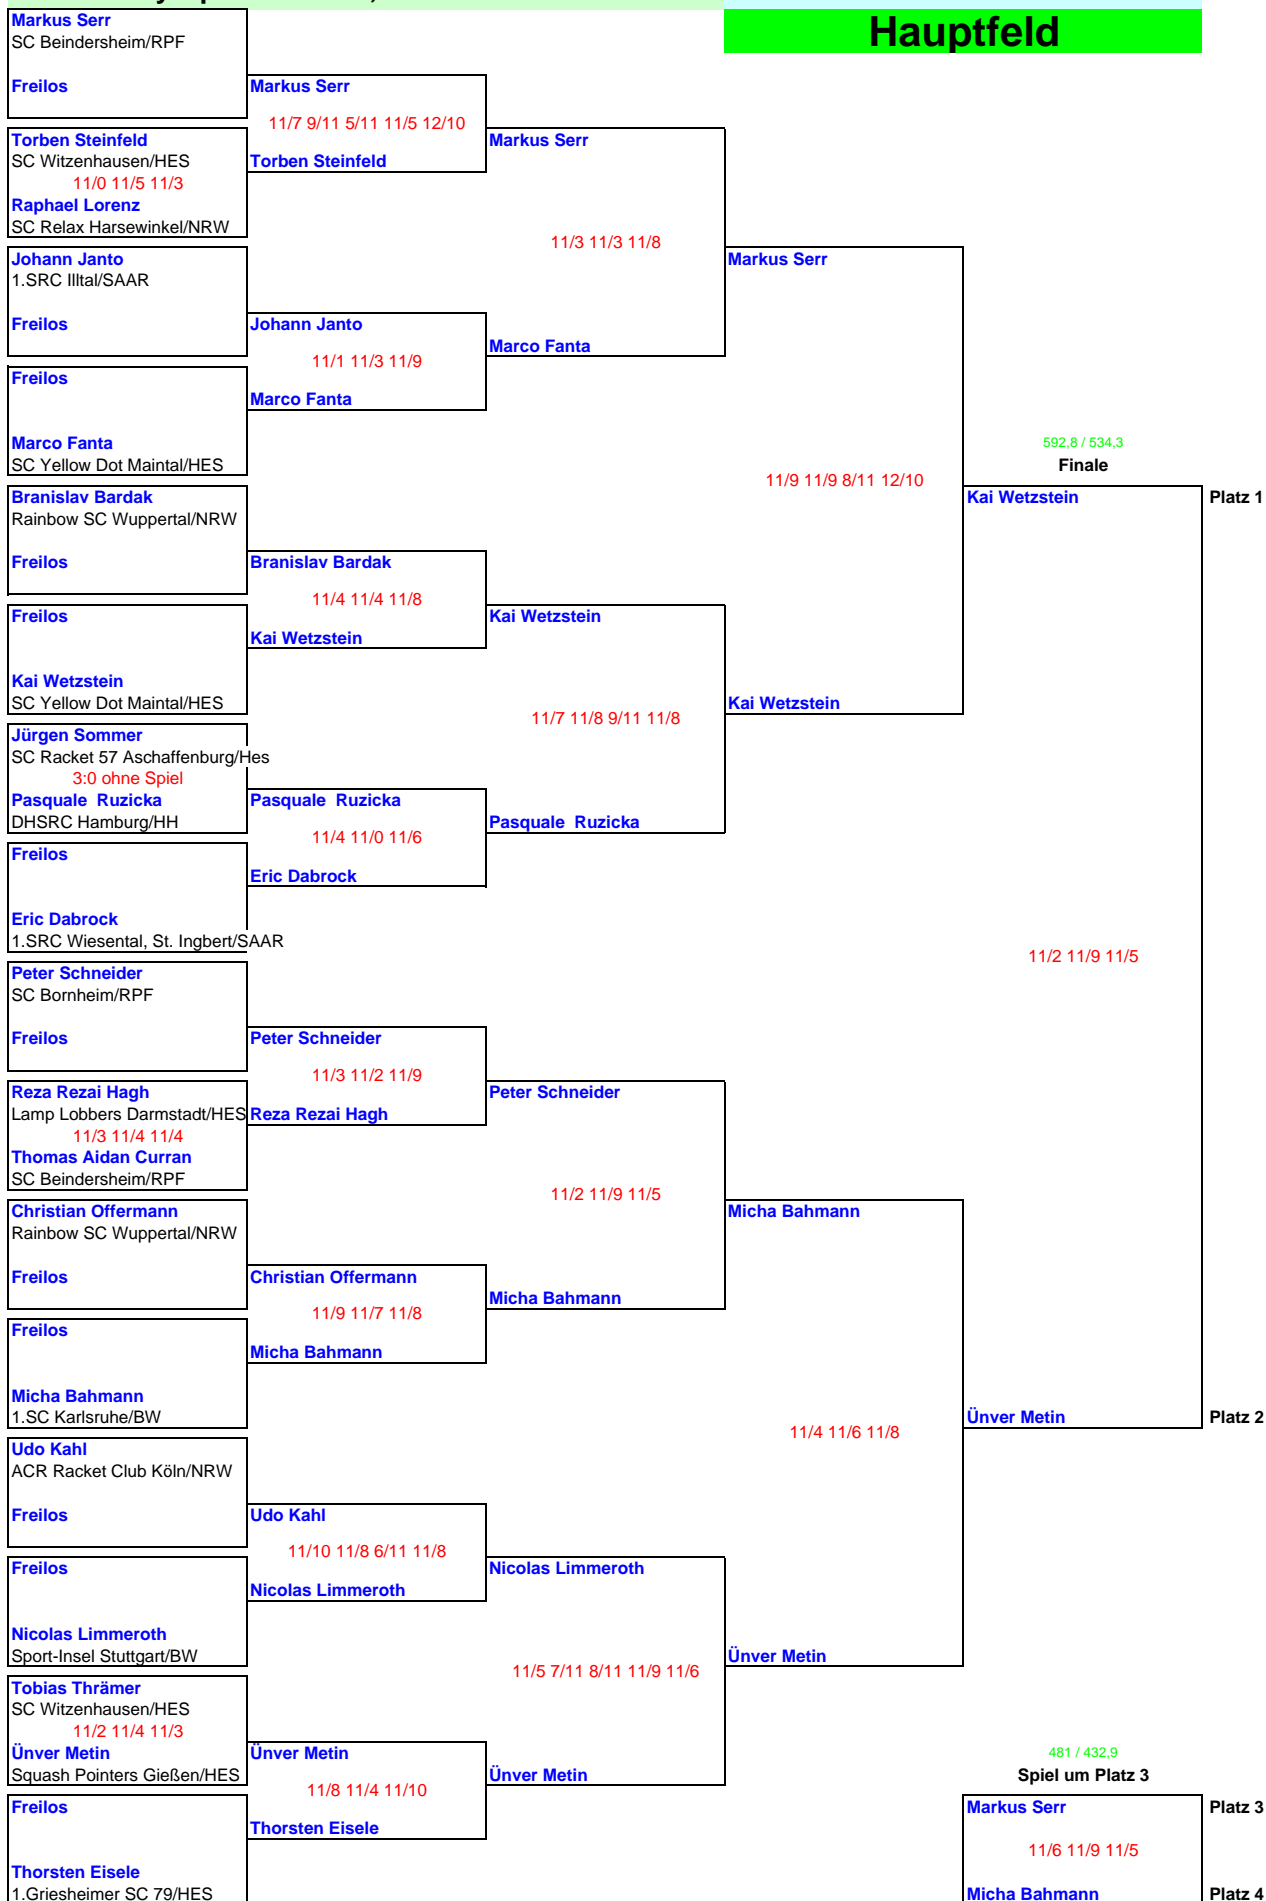 Hauptfeld
Markus Serr
SC Beindersheim/RPF
Freilos
Markus Serr
11/7 9/11 5/11 11/5 12/10
Torben Steinfeld
Markus Serr
SC Witzenhausen/HES
Torben Steinfeld
11/0 11/5 11/3
Raphael Lorenz
SC Relax Harsewinkel/NRW
11/3 11/3 11/8
Johann Janto
Markus Serr
1.SRC Illtal/SAAR
Freilos
Johann Janto
Marco Fanta
11/1 11/3 11/9
Freilos
Marco Fanta
Marco Fanta
592,8 / 534,3
SC Yellow Dot Maintal/HES
Finale
11/9 11/9 8/11 12/10
Branislav Bardak
Kai Wetzstein
Platz 1
Rainbow SC Wuppertal/NRW
Freilos
Branislav Bardak
11/4 11/4 11/8
Freilos
Kai Wetzstein
Kai Wetzstein
Kai Wetzstein
SC Yellow Dot Maintal/HES
Kai Wetzstein
11/7 11/8 9/11 11/8
Jürgen Sommer
SC Racket 57 Aschaffenburg/Hes
3:0 ohne Spiel
Pasquale Ruzicka
Pasquale Ruzicka
DHSRC Hamburg/HH
Pasquale Ruzicka
11/4 11/0 11/6
Freilos
Eric Dabrock
Eric Dabrock
1.SRC Wiesental, St. Ingbert/SAAR
11/2 11/9 11/5
Peter Schneider
SC Bornheim/RPF
Freilos
Peter Schneider
11/3 11/2 11/9
Reza Rezai Hagh
Peter Schneider
Lamp Lobbers Darmstadt/HES
Reza Rezai Hagh
11/3 11/4 11/4
Thomas Aidan Curran
SC Beindersheim/RPF
11/2 11/9 11/5
Christian Offermann
Micha Bahmann
Rainbow SC Wuppertal/NRW
Freilos
Christian Offermann
Micha Bahmann
11/9 11/7 11/8
Freilos
Micha Bahmann
Micha Bahmann
1.SC Karlsruhe/BW
Ünver Metin
Platz 2
11/4 11/6 11/8
Udo Kahl
ACR Racket Club Köln/NRW
Freilos
Udo Kahl
11/10 11/8 6/11 11/8
Freilos
Nicolas Limmeroth
Nicolas Limmeroth
Nicolas Limmeroth
Sport-Insel Stuttgart/BW
Ünver Metin
11/5 7/11 8/11 11/9 11/6
Tobias Thrämer
SC Witzenhausen/HES
11/2 11/4 11/3
Ünver Metin
Ünver Metin
481 / 432,9
Squash Pointers Gießen/HES
Ünver Metin
Spiel um Platz 3
11/8 11/4 11/10
Freilos
Markus Serr
Platz 3
Thorsten Eisele
11/6 11/9 11/5
Thorsten Eisele
1.Griesheimer SC 79/HES
Micha Bahmann
Platz 4